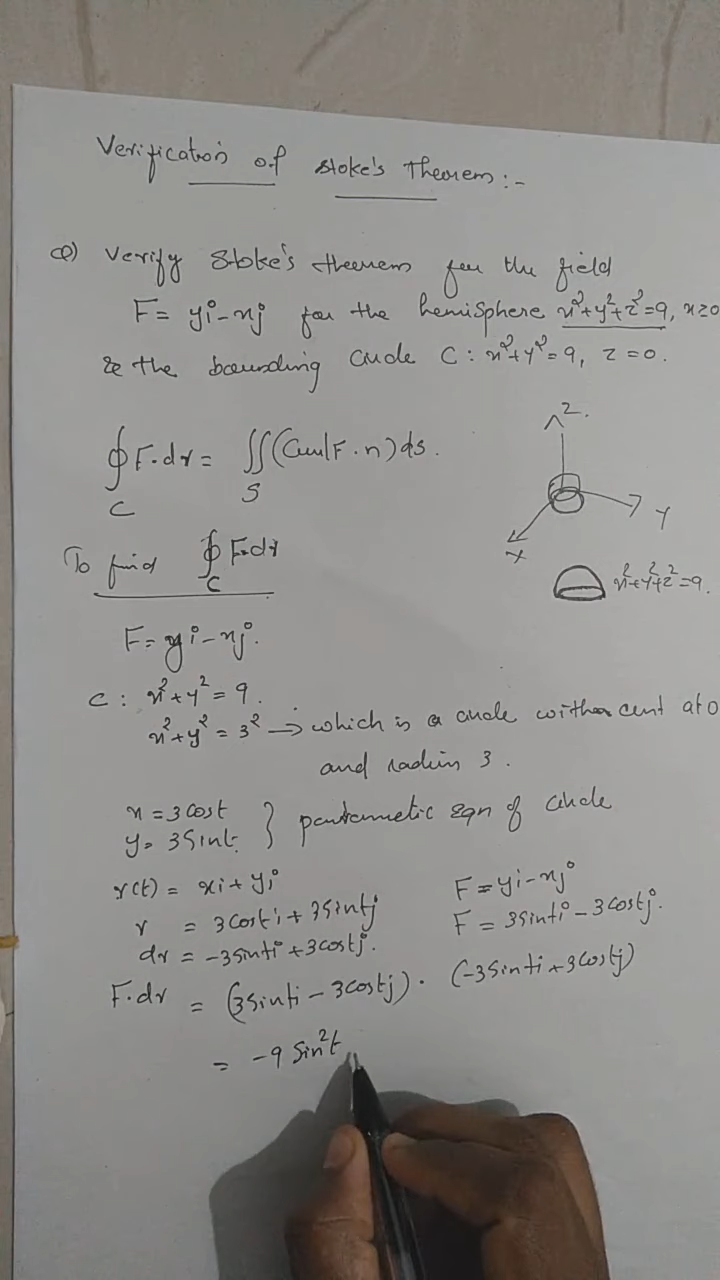 Verification of Stoke's Theorem :-
Q) Verify Stoke's theorem for the field
F = yi - xj for the hemisphere x²+y²+z²=9, x≥0
& the bounding circle C : x²+y²=9, z=0.
∮ F.dr = ∬ (Curl F . n) ds.
C S
Z.
Y
X
x²+y²+z²=9.
To find ∮ F.dr
C
F = yi - xj.
C : x²+y² = 9.
x²+y² = 3² → which is a circle with cent at 0
and radius 3.
x = 3 cos t
y = 3 Sint. } parametric eqn of circle
r(t) = xi + yj
r = 3 cost i + 3 sint j
dr = -3 sint i + 3 cost j.
F = yi - xj
F = 3 sint i - 3 cost j.
F.dr = (3 sint i - 3 cost j) . (-3 sint i + 3 cost j)
= -9 Sin²t